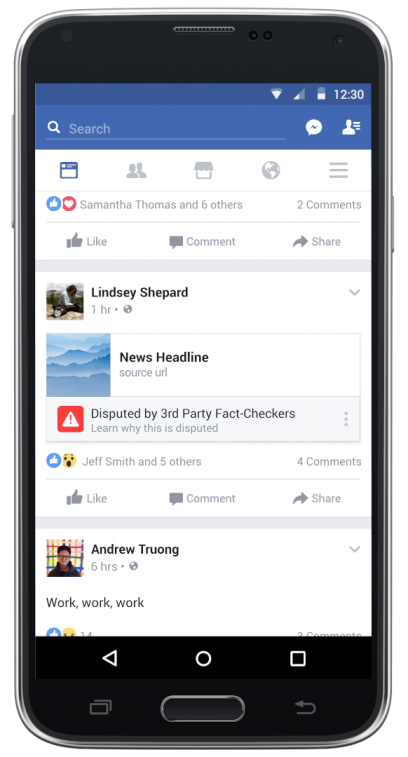 12:30
Search
Samantha Thomas and 6 others 2 Comments
Like Comment Share
Lindsey Shepard
1 hr •
News Headline
source url
Disputed by 3rd Party Fact-Checkers
Learn why this is disputed
Jeff Smith and 5 others 4 Comments
Like Comment Share
Andrew Truong
6 hrs •
Work, work, work
14 3 Comments